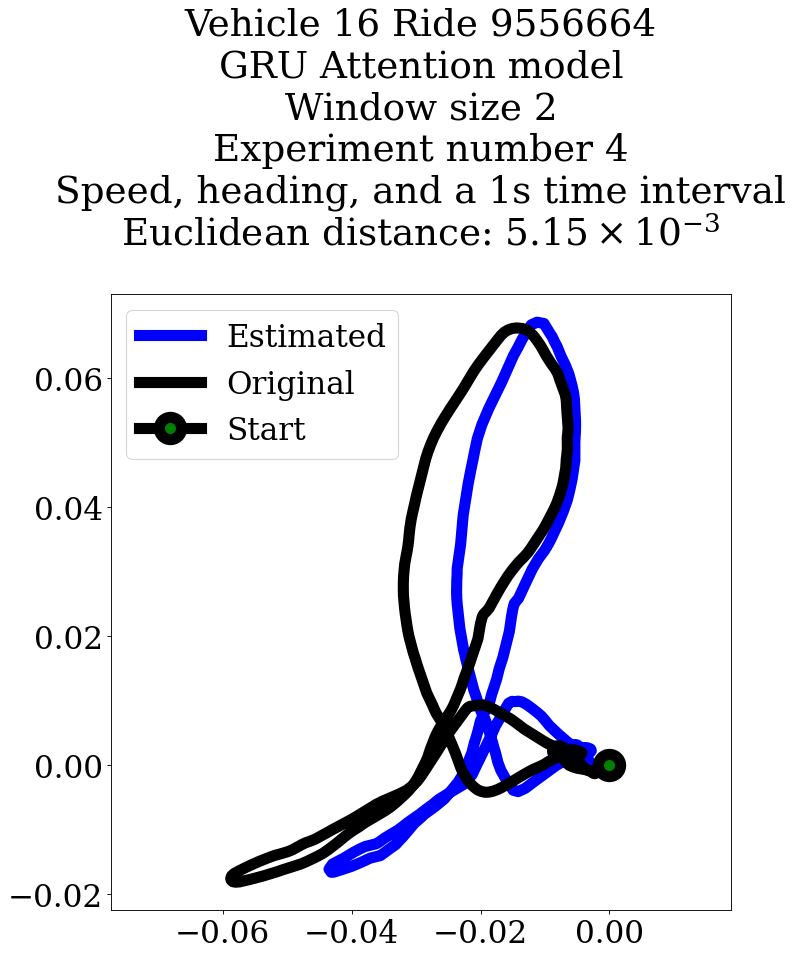 Vehicle 16 Ride 9556664
GRU Attention model
Window size 2
Experiment number 4
Speed, heading, and a 1s time interval
Euclidean distance: 5.15 × 10⁻³
Estimated
Original
Start
0.06
0.04
0.02
0.00
−0.02
−0.06 −0.04 −0.02 0.00